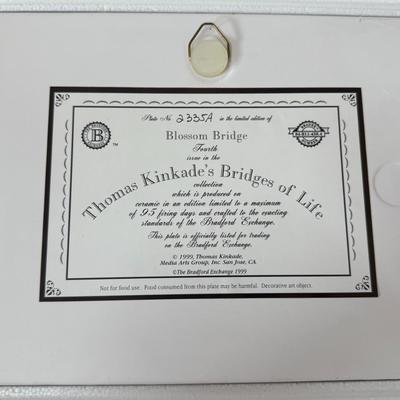 Plate No. 2335A in the limited edition of
Blossom Bridge
Fourth
issue in the
Thomas Kinkade's Bridges of Life
collection
which is produced on
ceramic in an edition limited to a maximum
of 95 firing days and crafted to the exacting
standards of the Bradford Exchange.
This plate is officially listed for trading
on the Bradford Exchange.
© 1999, Thomas Kinkade,
Media Arts Group, Inc. San Jose, CA
©The Bradford Exchange 1999
B
TM
Not for food use. Food consumed from this plate may be harmful. Decorative art object.